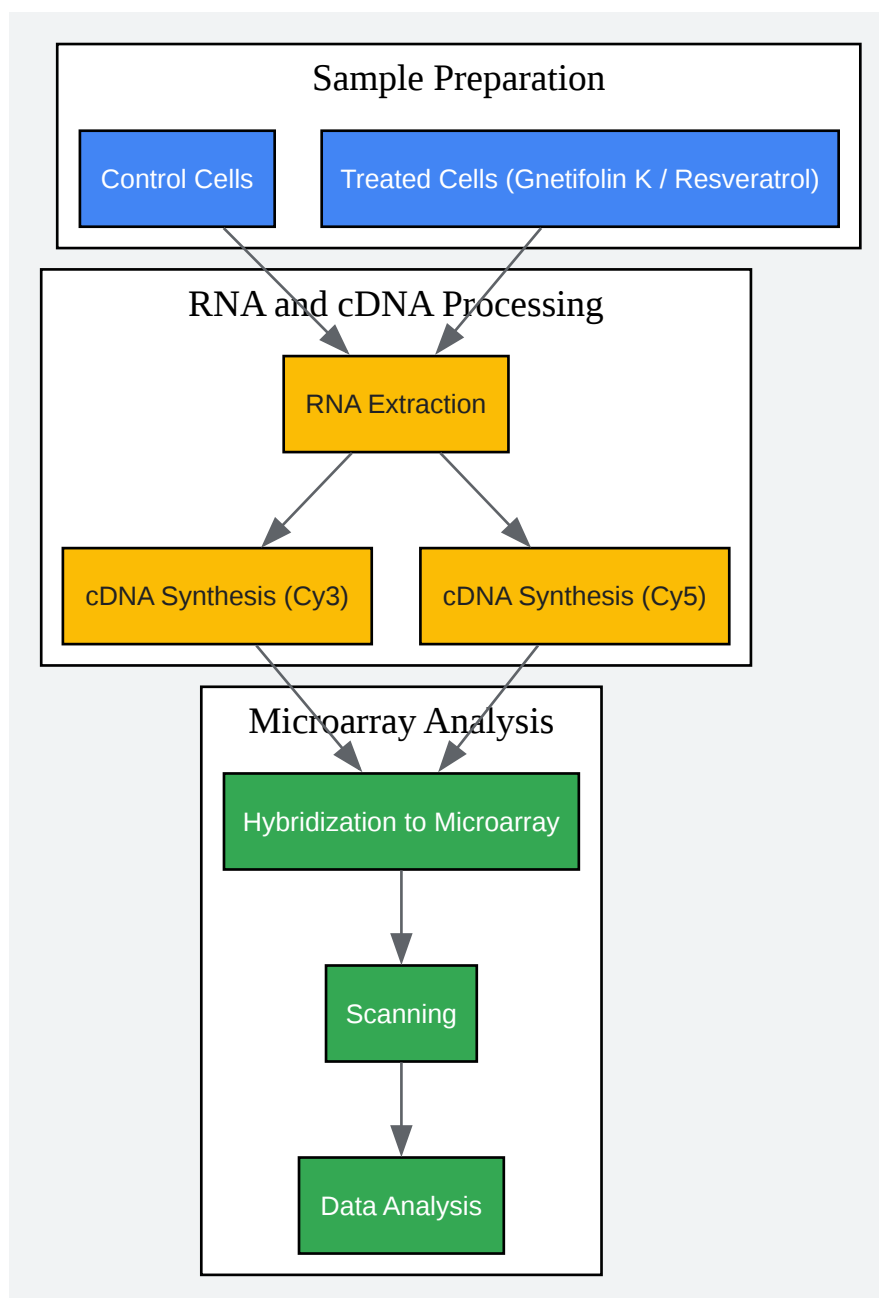 Sample Preparation
Control Cells
Treated Cells (Gnetifolin K / Resveratrol)
RNA and cDNA Processing
RNA Extraction
cDNA Synthesis (Cy3)
cDNA Synthesis (Cy5)
Microarray Analysis
Hybridization to Microarray
Scanning
Data Analysis